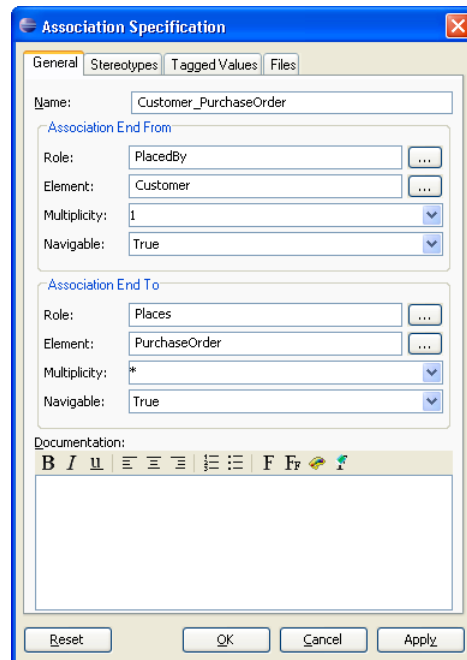 Association Specification
General Stereotypes Tagged Values Files
Name: Customer_PurchaseOrder
Association End From
Role: PlacedBy ...
Element: Customer ...
Multiplicity: 1
Navigable: True
Association End To
Role: Places ...
Element: PurchaseOrder ...
Multiplicity: *
Navigable: True
Documentation:
B I u F FF
Reset OK Cancel Apply